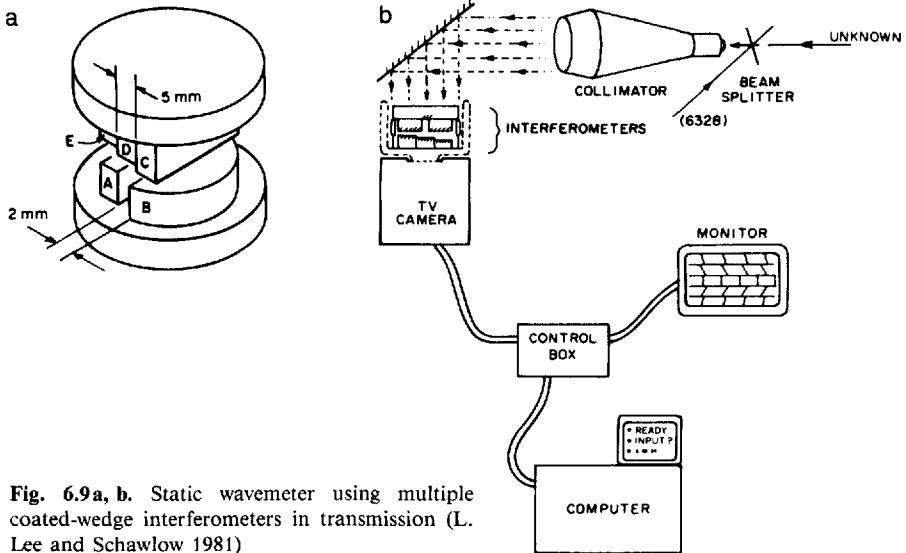 a
5 mm
E
D
C
A
B
2 mm
b
UNKNOWN
COLLIMATOR
BEAM
SPLITTER
(6328)
INTERFEROMETERS
TV
CAMERA
MONITOR
CONTROL
BOX
READY
INPUT?
COMPUTER
Fig. 6.9a, b. Static wavemeter using multiple
coated-wedge interferometers in transmission (L.
Lee and Schawlow 1981)